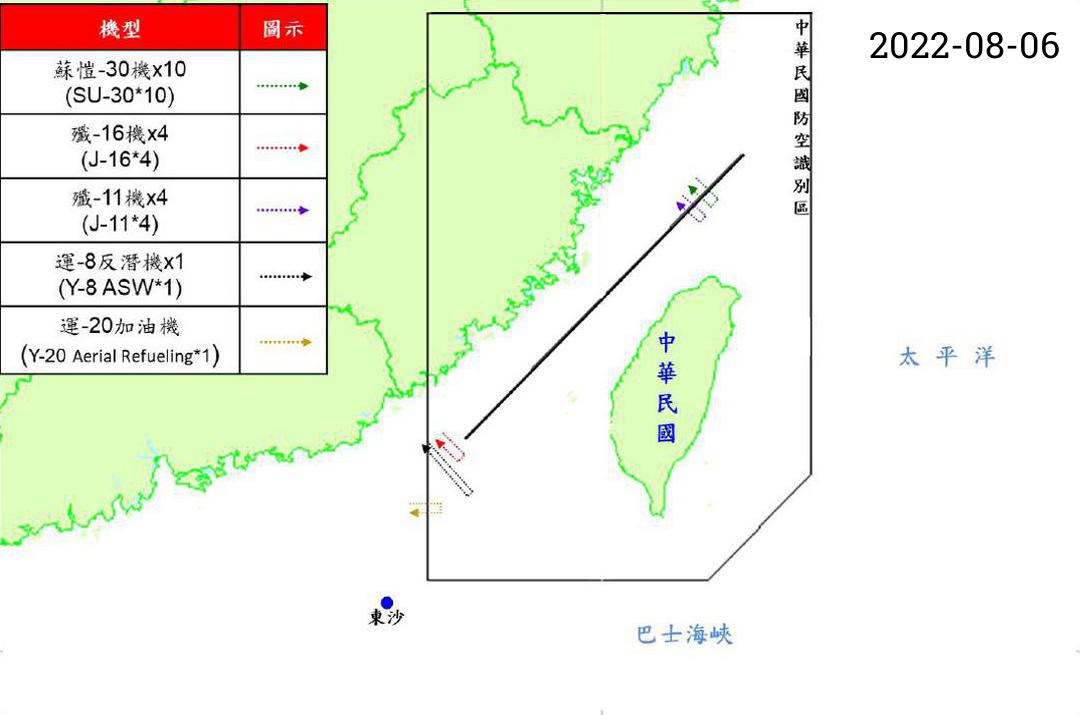 2022-08-06
機型
圖示
蘇愷-30機x10
(SU-30*10)
殲-16機x4
(J-16*4)
殲-11機x4
(J-11*4)
運-8反潛機x1
(Y-8 ASW*1)
運-20加油機
(Y-20 Aerial Refueling*1)
中華民國防空識別區
中華民國
太平洋
東沙
巴士海峽